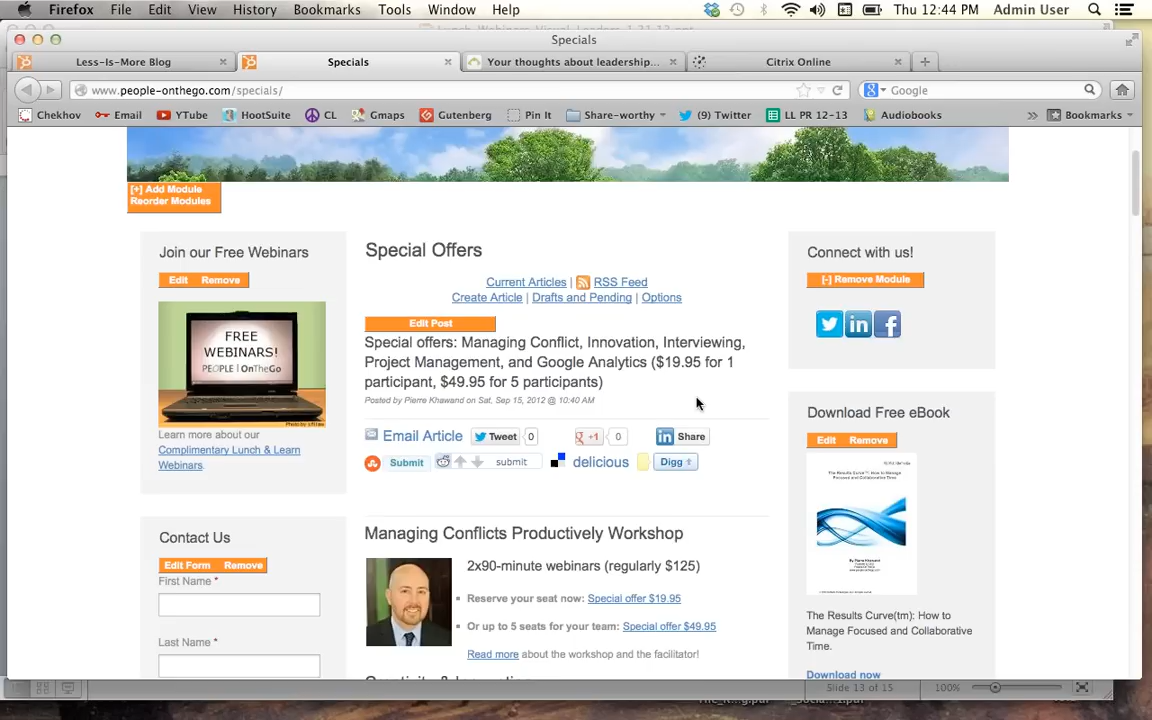 Firefox File Edit View History Bookmarks Tools Window Help Thu 12:44 PM Admin User
Specials
Less-Is-More Blog Specials Your thoughts about leadership... Citrix Online
www.people-onthego.com/specials/ Google
Chekhov Email YTube HootSuite CL Gmaps Gutenberg Pin It Share-worthy (9) Twitter LL PR 12-13 Audiobooks Bookmarks
[+] Add Module
Reorder Modules
Join our Free Webinars
Edit Remove
FREE
WEBINARS!
PEOPLE OnTheGo
Learn more about our
Complimentary Lunch & Learn
Webinars.
Contact Us
Edit Form Remove
First Name *
Last Name *
Special Offers
Current Articles | RSS Feed
Create Article | Drafts and Pending | Options
Edit Post
Special offers: Managing Conflict, Innovation, Interviewing,
Project Management, and Google Analytics ($19.95 for 1
participant, $49.95 for 5 participants)
Posted by Pierre Khawand on Sat, Sep 15, 2012 @ 10:40 AM
Email Article Tweet 0 +1 0 Share
Submit submit delicious Digg
Managing Conflicts Productively Workshop
2x90-minute webinars (regularly $125)
Reserve your seat now: Special offer $19.95
Or up to 5 seats for your team: Special offer $49.95
Read more about the workshop and the facilitator!
Connect with us!
[-] Remove Module
Download Free eBook
Edit Remove
The Results Curve(tm): How to
Manage Focused and Collaborative
Time.
Download now
Slide 13 of 15 100%